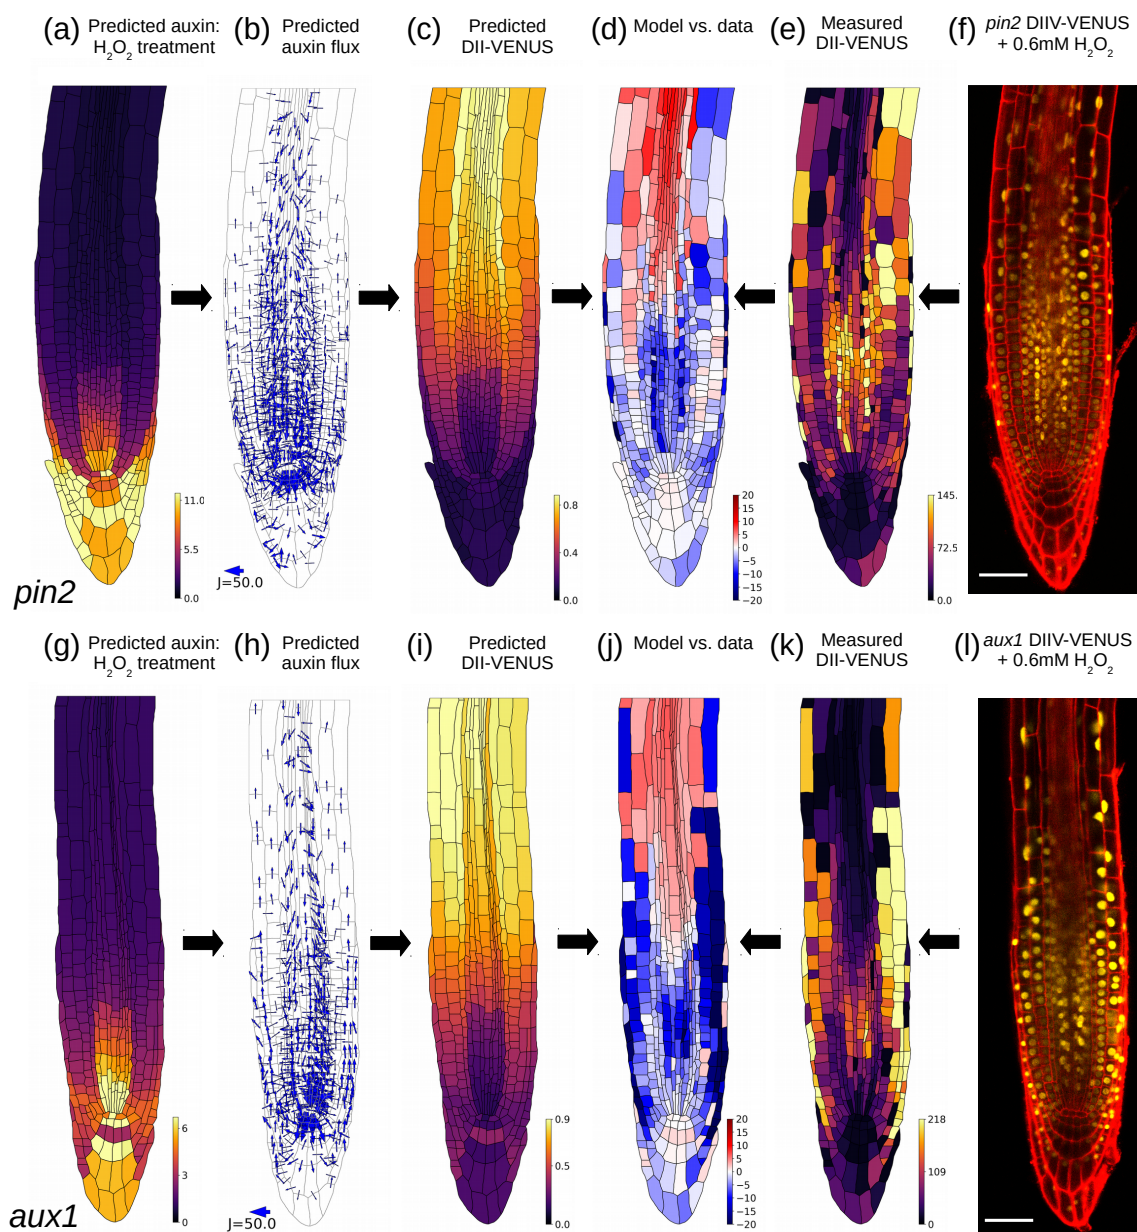 (a) Predicted auxin:
H₂O₂ treatment
(b) Predicted
auxin flux
(c) Predicted
DII-VENUS
(d) Model vs. data
(e) Measured
DII-VENUS
(f) pin2 DIIV-VENUS
+ 0.6mM H₂O₂
11.0
5.5
0.0
J=50.0
0.8
0.4
0.0
20
15
10
5
0
−5
−10
−15
−20
145.
72.5
0.0
pin2
(g) Predicted auxin:
H₂O₂ treatment
(h) Predicted
auxin flux
(i) Predicted
DII-VENUS
(j) Model vs. data
(k) Measured
DII-VENUS
(l) aux1 DIIV-VENUS
+ 0.6mM H₂O₂
6
3
0
J=50.0
0.9
0.5
0.0
20
15
10
5
0
−5
−10
−15
−20
218
109
0
aux1